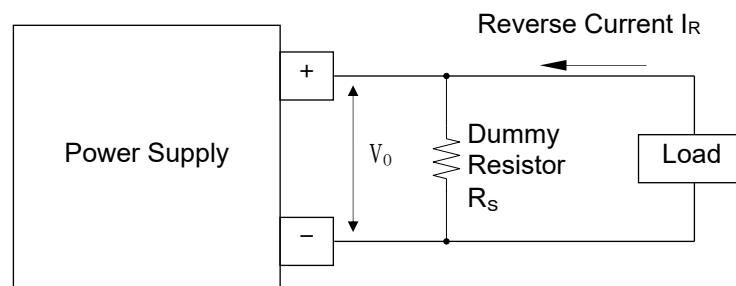 Reverse Current IR
+
Power Supply
V0
Dummy
Resistor
RS
Load
−